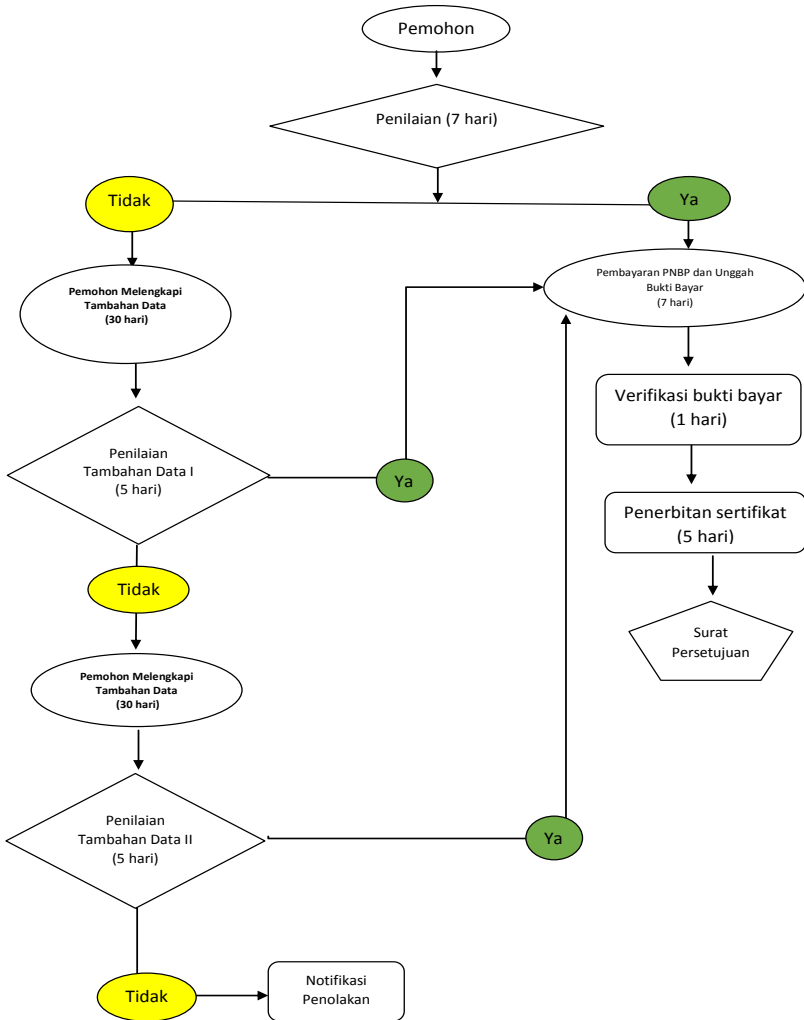 Pemohon
Penilaian (7 hari)
Tidak
Ya
Pemohon Melengkapi
Tambahan Data
(30 hari)
Pembayaran PNBP dan Unggah
Bukti Bayar
(7 hari)
Verifikasi bukti bayar
(1 hari)
Penilaian
Tambahan Data I
(5 hari)
Ya
Penerbitan sertifikat
(5 hari)
Tidak
Surat
Persetujuan
Pemohon Melengkapi
Tambahan Data
(30 hari)
Penilaian
Tambahan Data II
(5 hari)
Ya
Tidak
Notifikasi
Penolakan